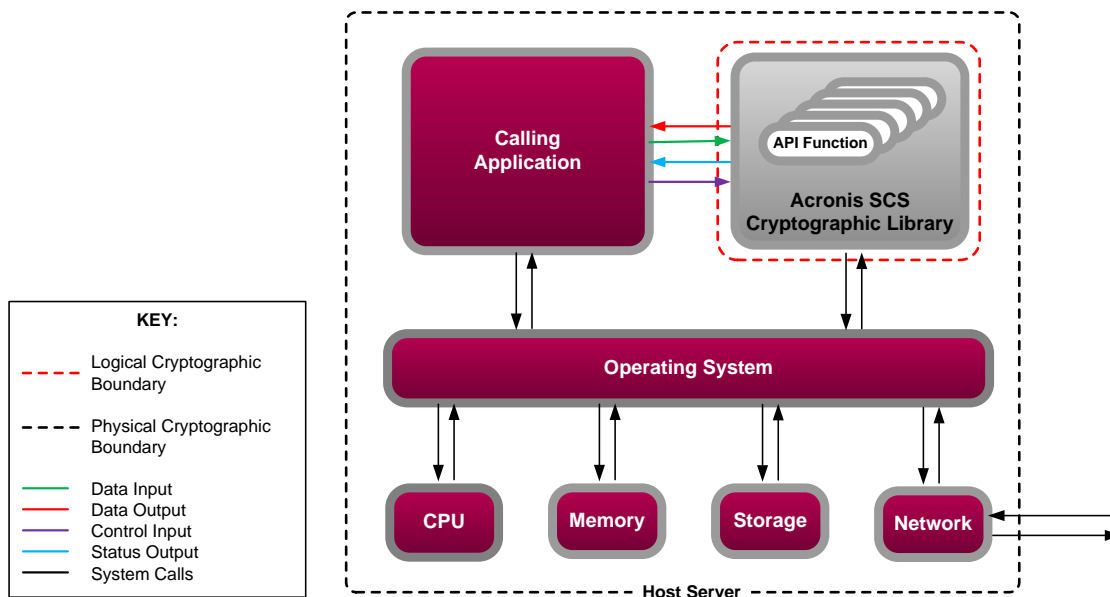 Calling
Application
API Function
Acronis SCS
Cryptographic Library
Operating System
CPU
Memory
Storage
Network
Host Server
KEY:
Logical Cryptographic
Boundary
Physical Cryptographic
Boundary
Data Input
Data Output
Control Input
Status Output
System Calls